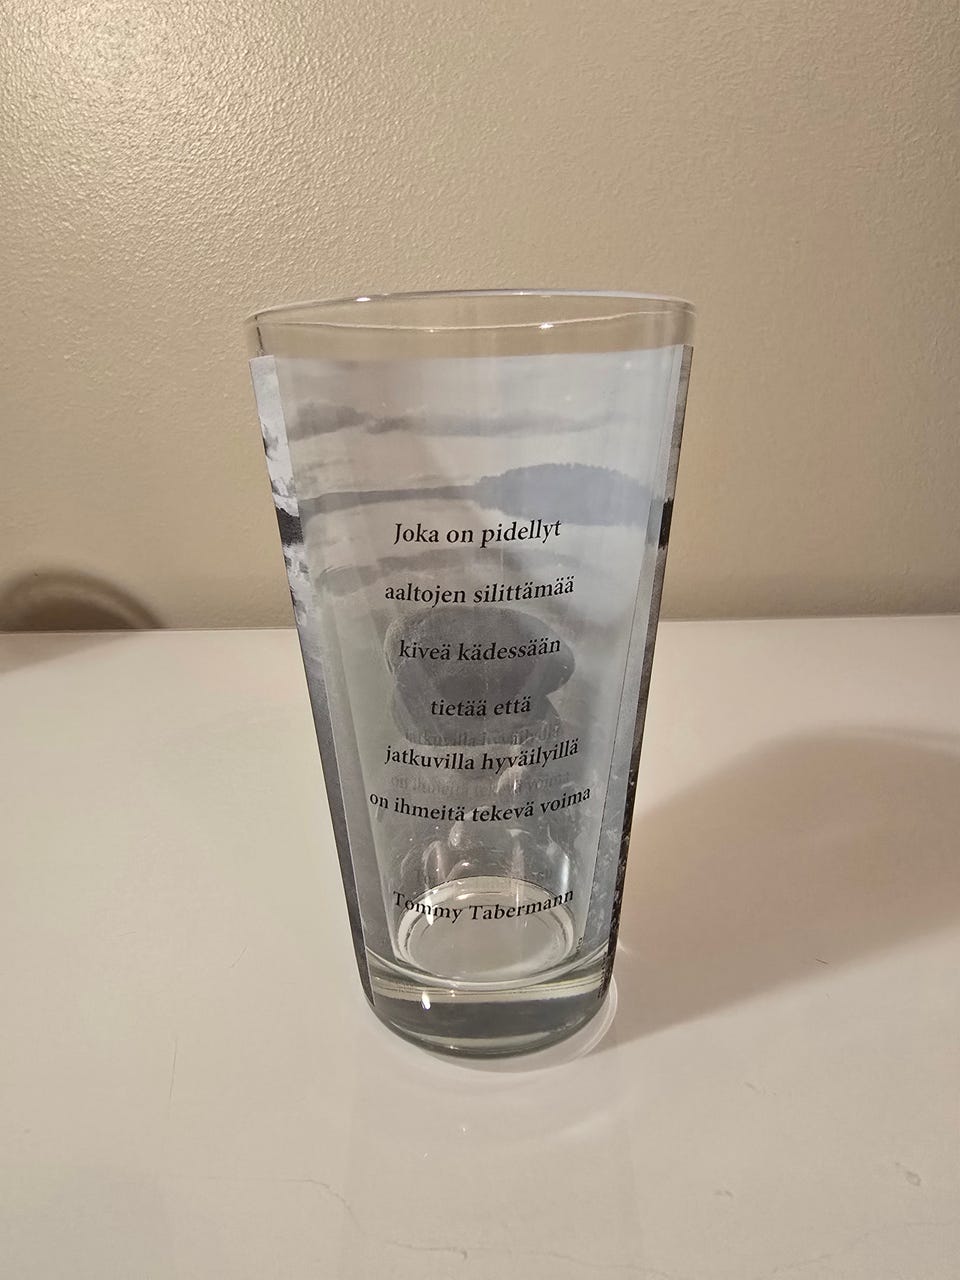 Joka on pidellyt
aaltojen silittämää
kiveä kädessään
tietää että
jatkuvilla hyväilyillä
on ihmeitä tekevä voima
Tommy Tabermann